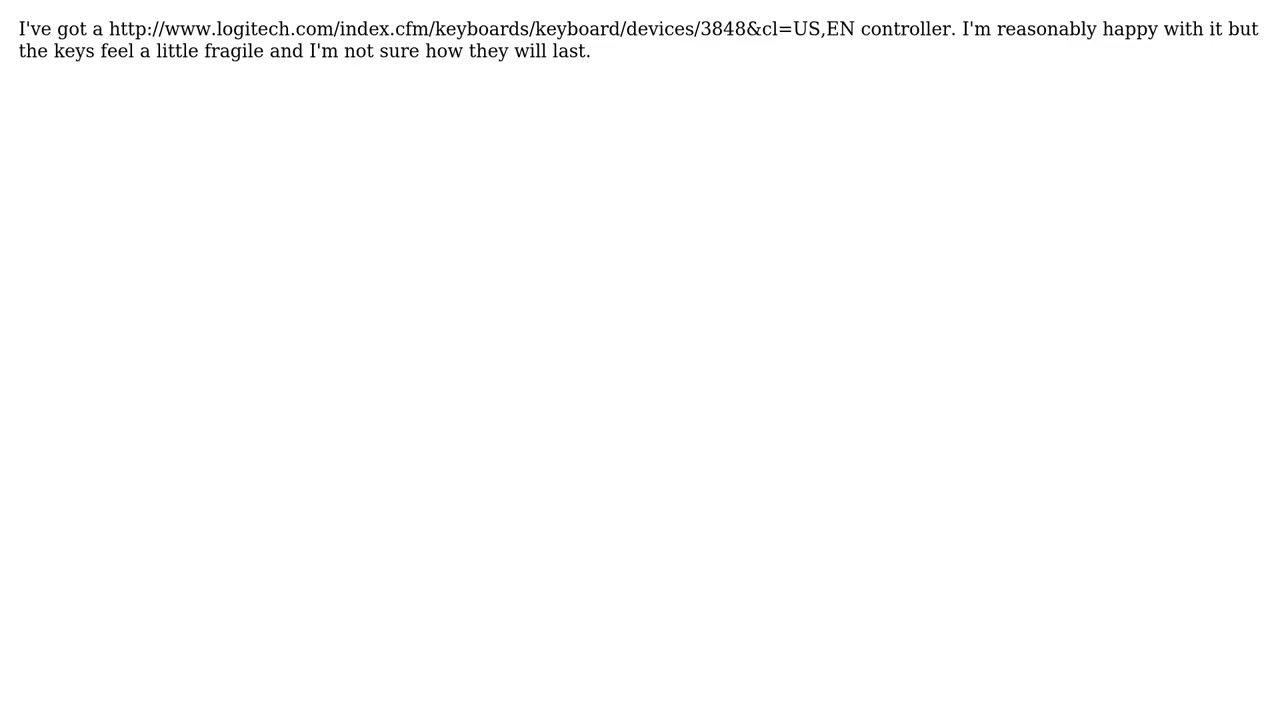 I've got a http://www.logitech.com/index.cfm/keyboards/keyboard/devices/3848&cl=US,EN controller. I'm reasonably happy with it but
the keys feel a little fragile and I'm not sure how they will last.